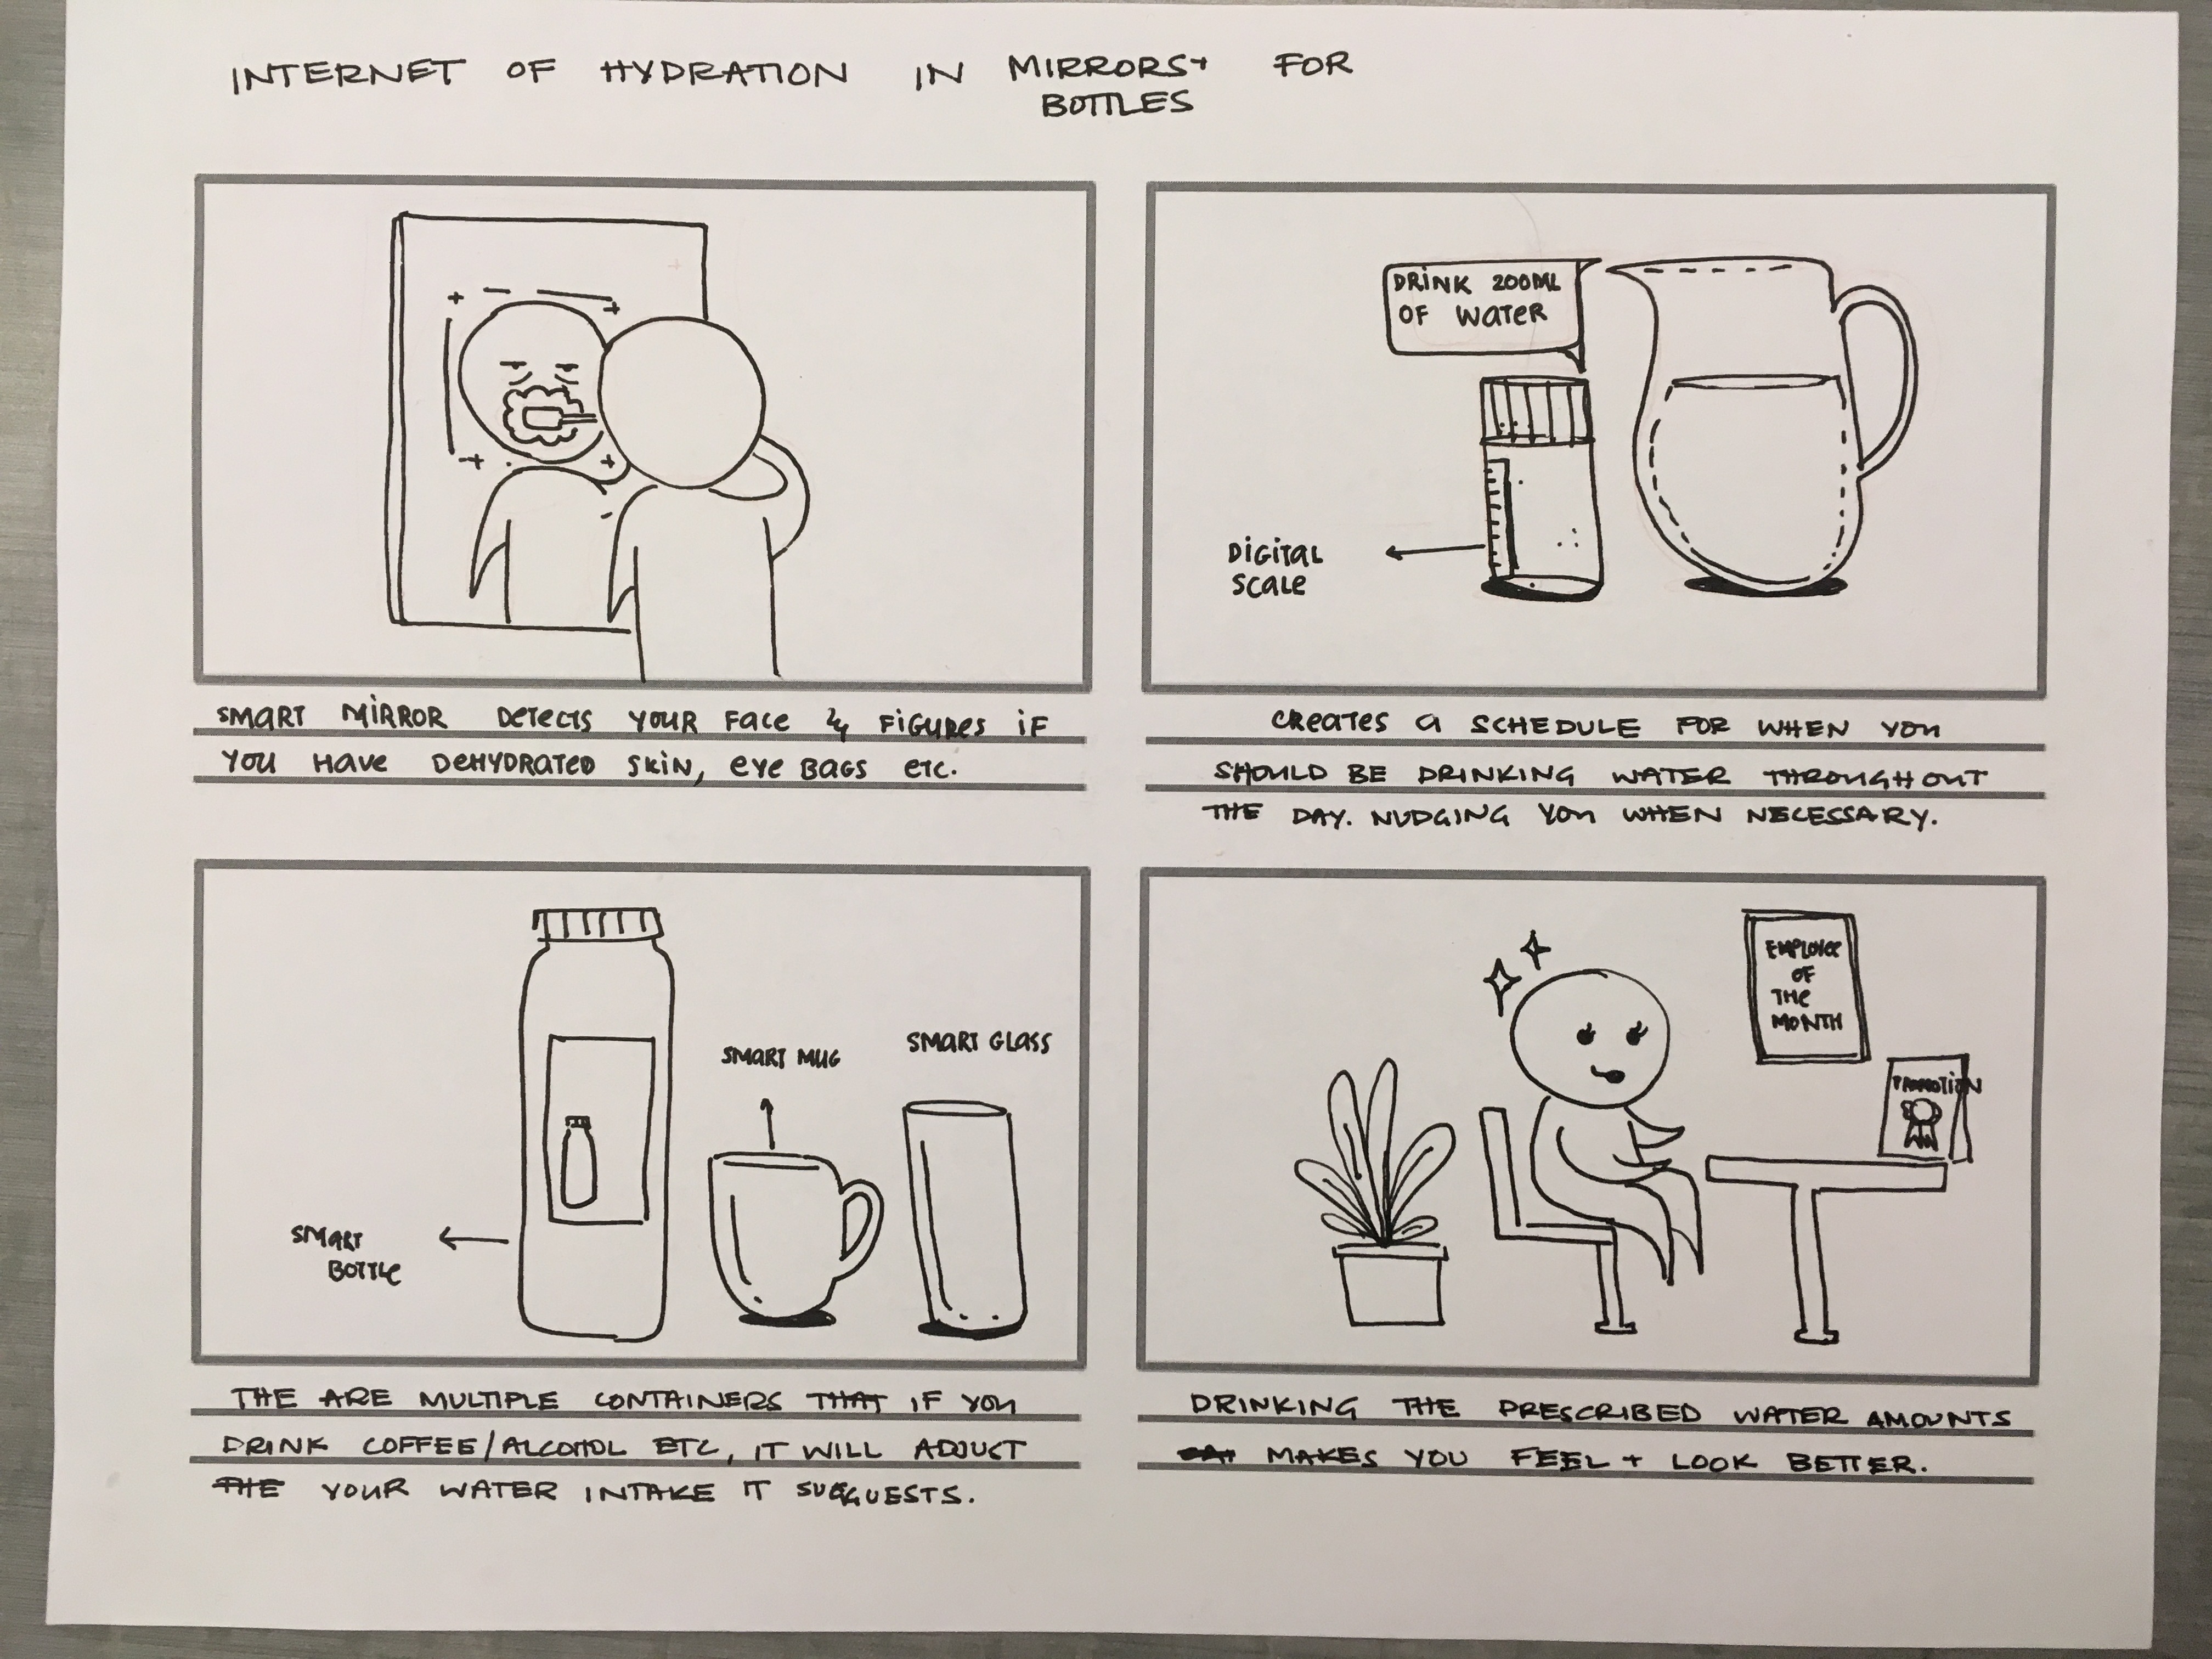 INTERNET OF HYDRATION IN MIRRORS+ FOR
BOTTLES
SMART MIRROR DETECTS YOUR FACE & FIGURES IF
YOU HAVE DEHYDRATED SKIN, EYE BAGS ETC.
DRINK 200ML
OF WATER
DIGITAL
SCALE
CREATES A SCHEDULE FOR WHEN YOU
SHOULD BE DRINKING WATER THROUGHOUT
THE DAY. NUDGING YOU WHEN NECESSARY.
SMART MUG
SMART GLASS
SMART
BOTTLE
THE ARE MULTIPLE CONTAINERS THAT IF YOU
DRINK COFFEE/ALCOHOL ETC, IT WILL ADJUST
THE YOUR WATER INTAKE IT SUGGUESTS.
EMPLOYEE
OF
THE
MONTH
PROMOTION
DRINKING THE PRESCRIBED WATER AMOUNTS
MAKES YOU FEEL + LOOK BETTER.